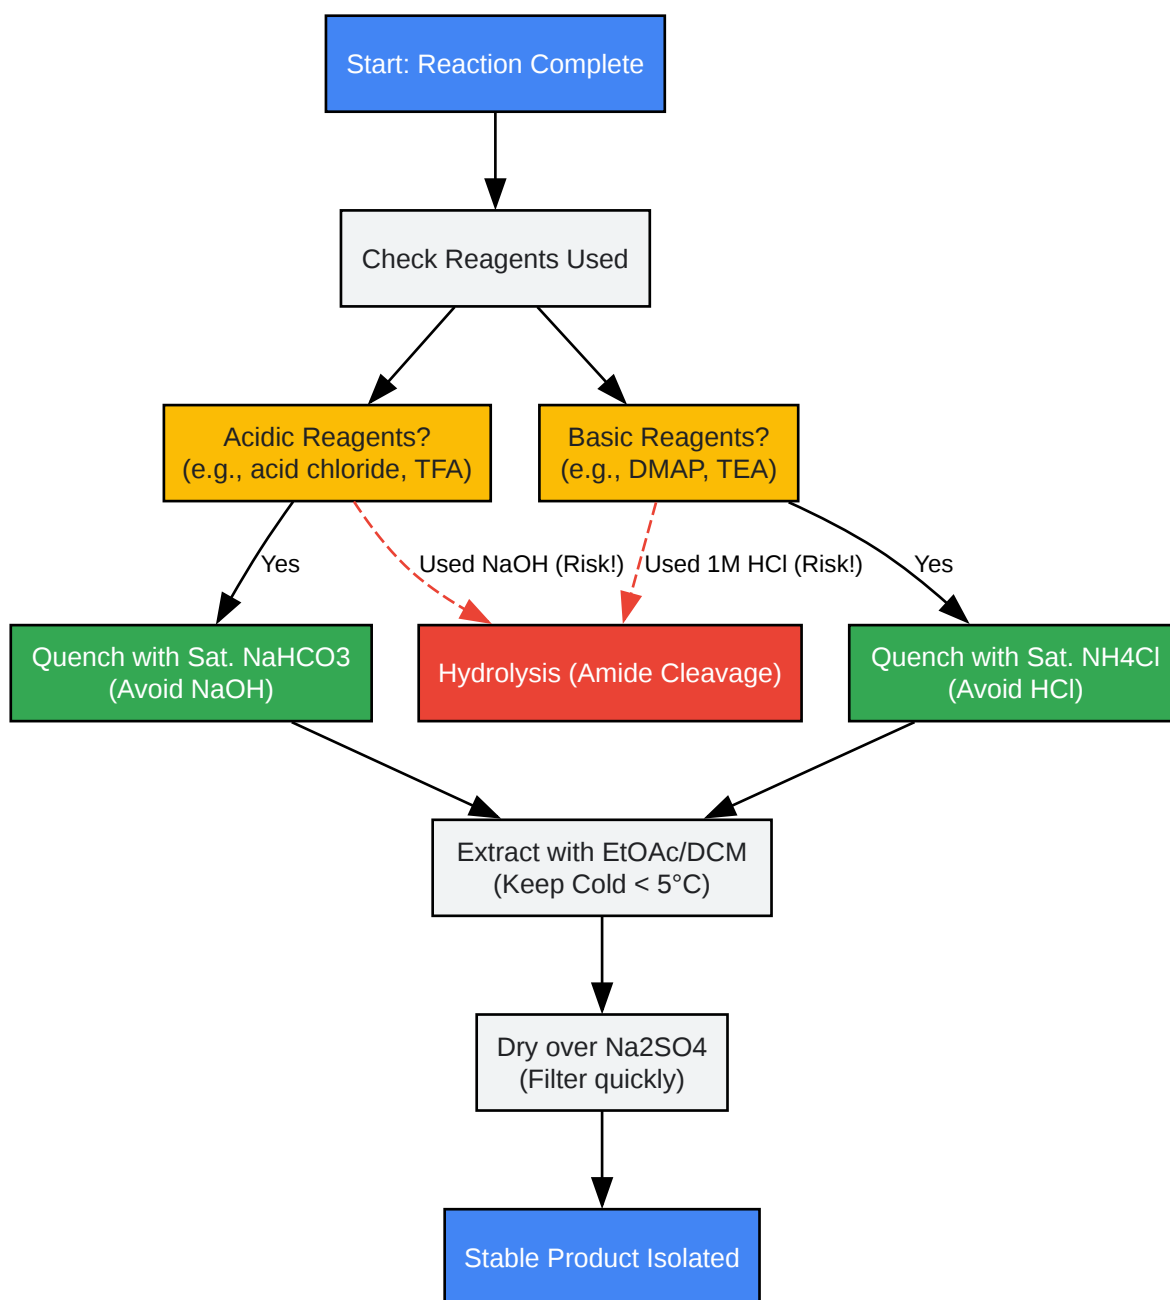 Start: Reaction Complete
Check Reagents Used
Acidic Reagents?
(e.g., acid chloride, TFA)
Basic Reagents?
(e.g., DMAP, TEA)
Yes
Used NaOH (Risk!)
Used 1M HCl (Risk!)
Yes
Quench with Sat. NaHCO3
(Avoid NaOH)
Hydrolysis (Amide Cleavage)
Quench with Sat. NH4Cl
(Avoid HCl)
Extract with EtOAc/DCM
(Keep Cold < 5°C)
Dry over Na2SO4
(Filter quickly)
Stable Product Isolated